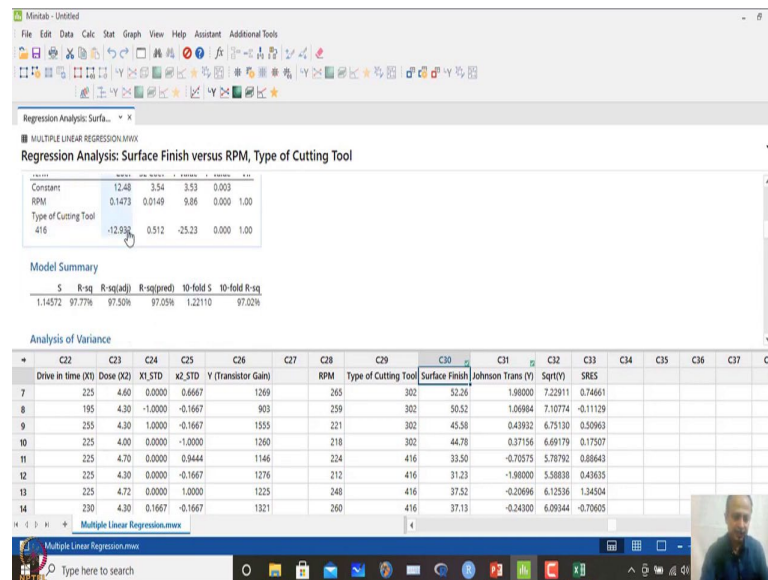 Minitab - Untitled
File Edit Data Calc Stat Graph View Help Assistant Additional Tools
Regression Analysis: Surfa...
MULTIPLE LINEAR REGRESSION.MWX
Regression Analysis: Surface Finish versus RPM, Type of Cutting Tool
Constant 12.48 3.54 3.53 0.003
RPM 0.1473 0.0149 9.86 0.000 1.00
Type of Cutting Tool
416 -12.932 0.512 -25.23 0.000 1.00
Model Summary
S R-sq R-sq(adj) R-sq(pred) 10-fold S 10-fold R-sq
1.14572 97.77% 97.50% 97.05% 1.22110 97.02%
Analysis of Variance
C22 C23 C24 C25 C26 C27 C28 C29 C30 C31 C32 C33 C34 C35 C36 C37
Drive in time (X1) Dose (X2) X1_STD x2_STD Y (Transistor Gain) RPM Type of Cutting Tool Surface Finish Johnson Trans (Y) Sqrt(Y) SRES
7 225 4.60 0.0000 0.6667 1269 265 302 52.26 1.98000 7.22911 0.74661
8 195 4.30 -1.0000 -0.1667 903 259 302 50.52 1.06984 7.10774 -0.11129
9 255 4.30 1.0000 -0.1667 1555 221 302 45.58 0.43932 6.75130 0.50963
10 225 4.00 0.0000 -1.0000 1260 218 302 44.78 0.37156 6.69179 0.17507
11 225 4.70 0.0000 0.9444 1146 224 416 33.50 -0.70575 5.78792 0.88643
12 225 4.30 0.0000 -0.1667 1276 212 416 31.23 -1.98000 5.58838 0.43635
13 225 4.72 0.0000 1.0000 1225 248 416 37.52 -0.20696 6.12536 1.34504
14 230 4.30 0.1667 -0.1667 1321 260 416 37.13 -0.24300 6.09344 -0.70605
Multiple Linear Regression.mwx
Multiple Linear Regression.mwx
Type here to search
NPTEL